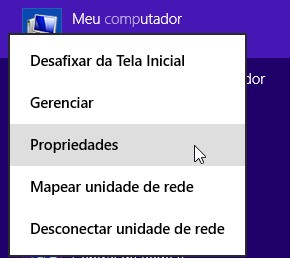 Meu computador
Desafixar da Tela Inicial
dor
Gerenciar
Propriedades
Mapear unidade de rede
Desconectar unidade de rede